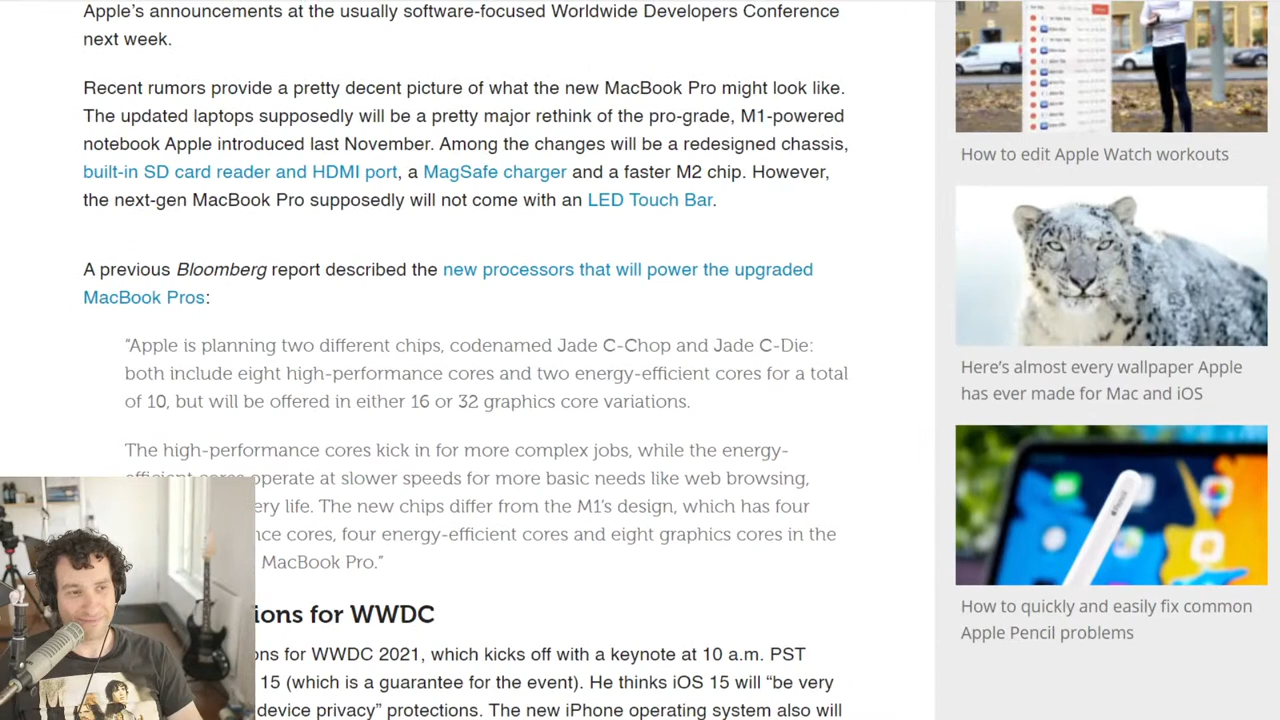 Apple's announcements at the usually software-focused Worldwide Developers Conference
next week.
Recent rumors provide a pretty decent picture of what the new MacBook Pro might look like.
The updated laptops supposedly will be a pretty major rethink of the pro-grade, M1-powered
notebook Apple introduced last November. Among the changes will be a redesigned chassis,
built-in SD card reader and HDMI port, a MagSafe charger and a faster M2 chip. However,
the next-gen MacBook Pro supposedly will not come with an LED Touch Bar.
A previous Bloomberg report described the new processors that will power the upgraded
MacBook Pros:
“Apple is planning two different chips, codenamed Jade C-Chop and Jade C-Die:
both include eight high-performance cores and two energy-efficient cores for a total
of 10, but will be offered in either 16 or 32 graphics core variations.
The high-performance cores kick in for more complex jobs, while the energy-
efficient cores operate at slower speeds for more basic needs like web browsing,
ery life. The new chips differ from the M1's design, which has four
nce cores, four energy-efficient cores and eight graphics cores in the
MacBook Pro.”
ions for WWDC
ons for WWDC 2021, which kicks off with a keynote at 10 a.m. PST
15 (which is a guarantee for the event). He thinks iOS 15 will “be very
device privacy” protections. The new iPhone operating system also will
How to edit Apple Watch workouts
Here's almost every wallpaper Apple
has ever made for Mac and iOS
How to quickly and easily fix common
Apple Pencil problems